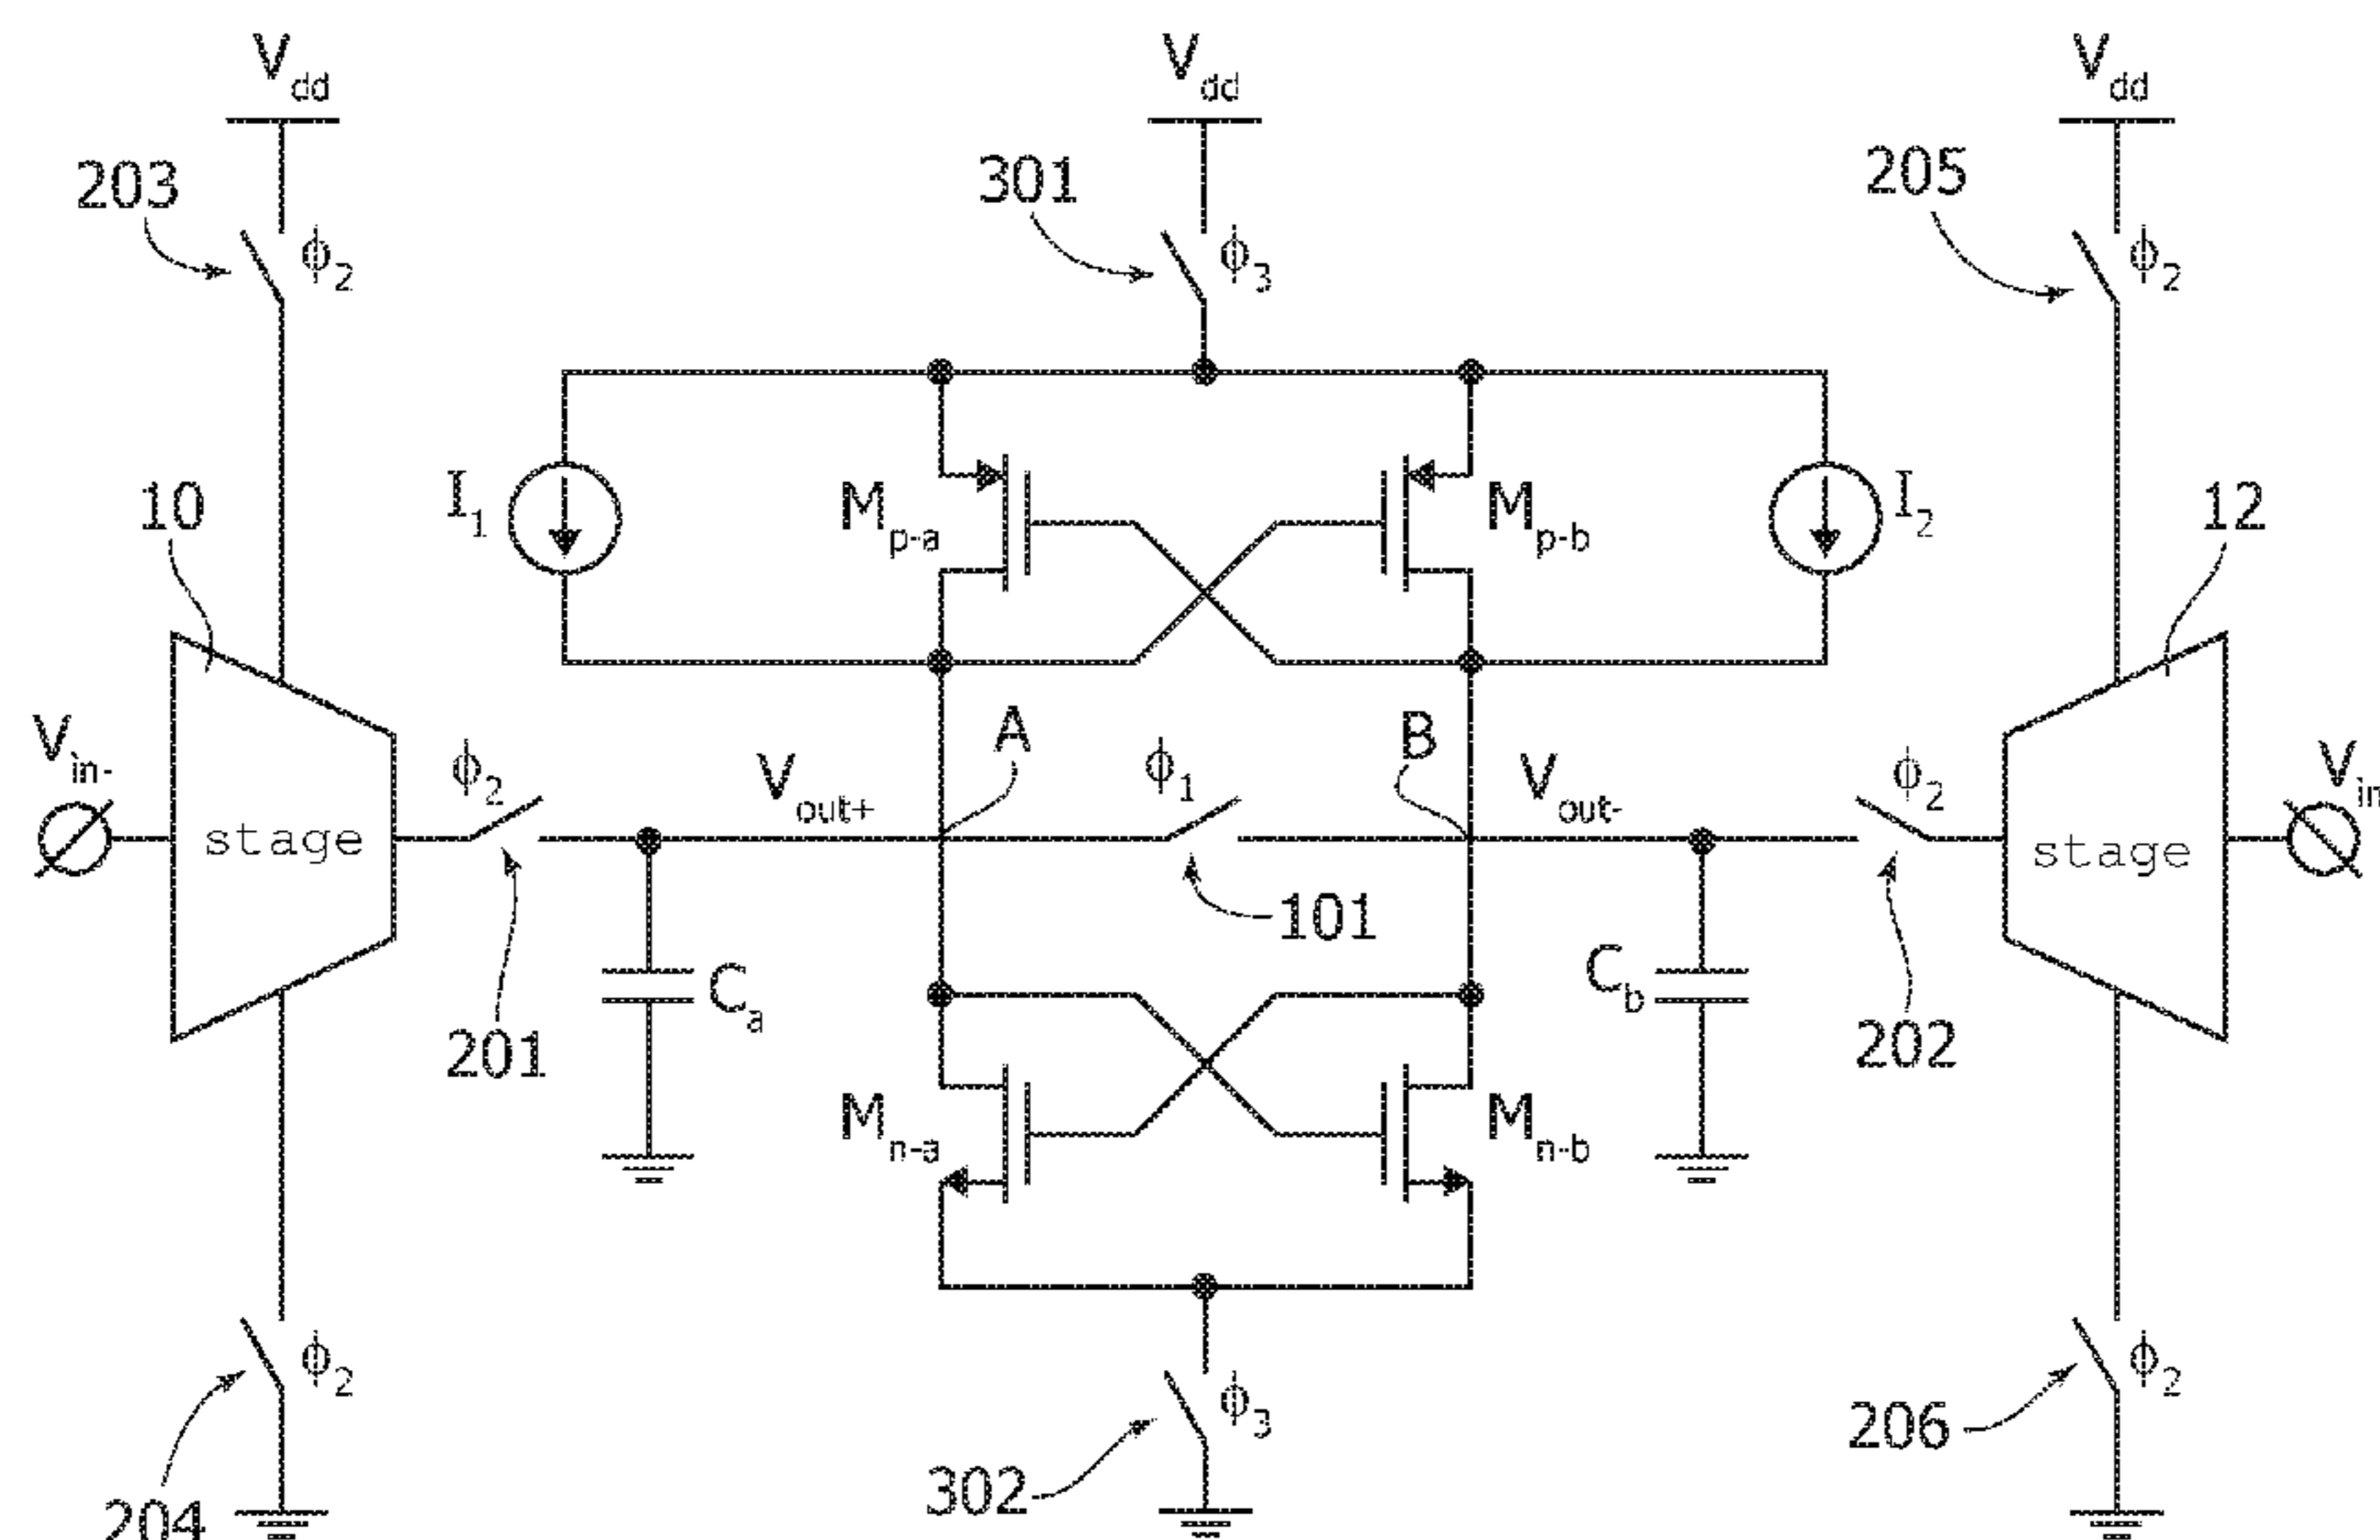 Vdd Vdd Vdd
203 301 205
ϕ2 ϕ3 ϕ2
10 I1 Mp-a Mp-b I2 12
Vin- ϕ2 Vout+ A ϕ1 B Vout- ϕ2 Vin
stage stage
101
201 Ca Cb 202
Mn-a Mn-b
ϕ2 ϕ3 ϕ2
204 302 206